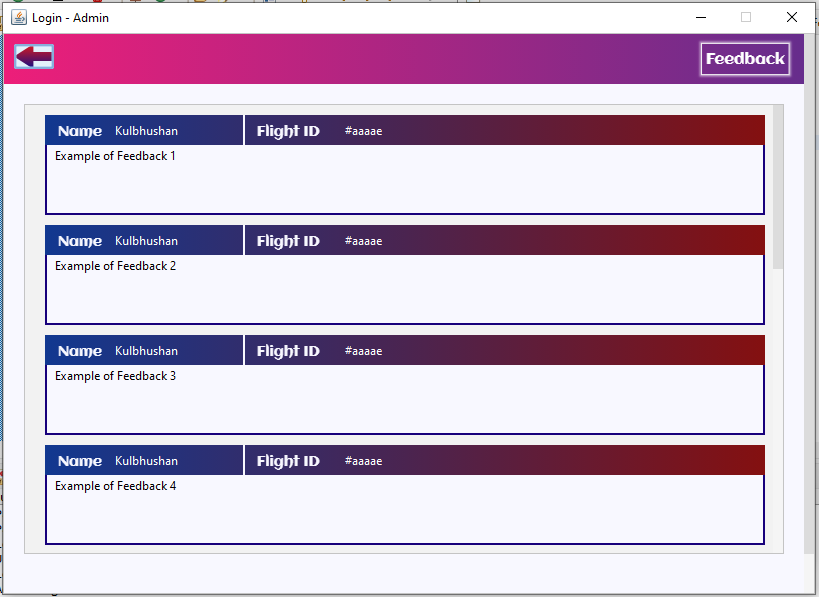 Login - Admin
Feedback
Name Kulbhushan Flight ID #aaaae
Example of Feedback 1
Name Kulbhushan Flight ID #aaaae
Example of Feedback 2
Name Kulbhushan Flight ID #aaaae
Example of Feedback 3
Name Kulbhushan Flight ID #aaaae
Example of Feedback 4